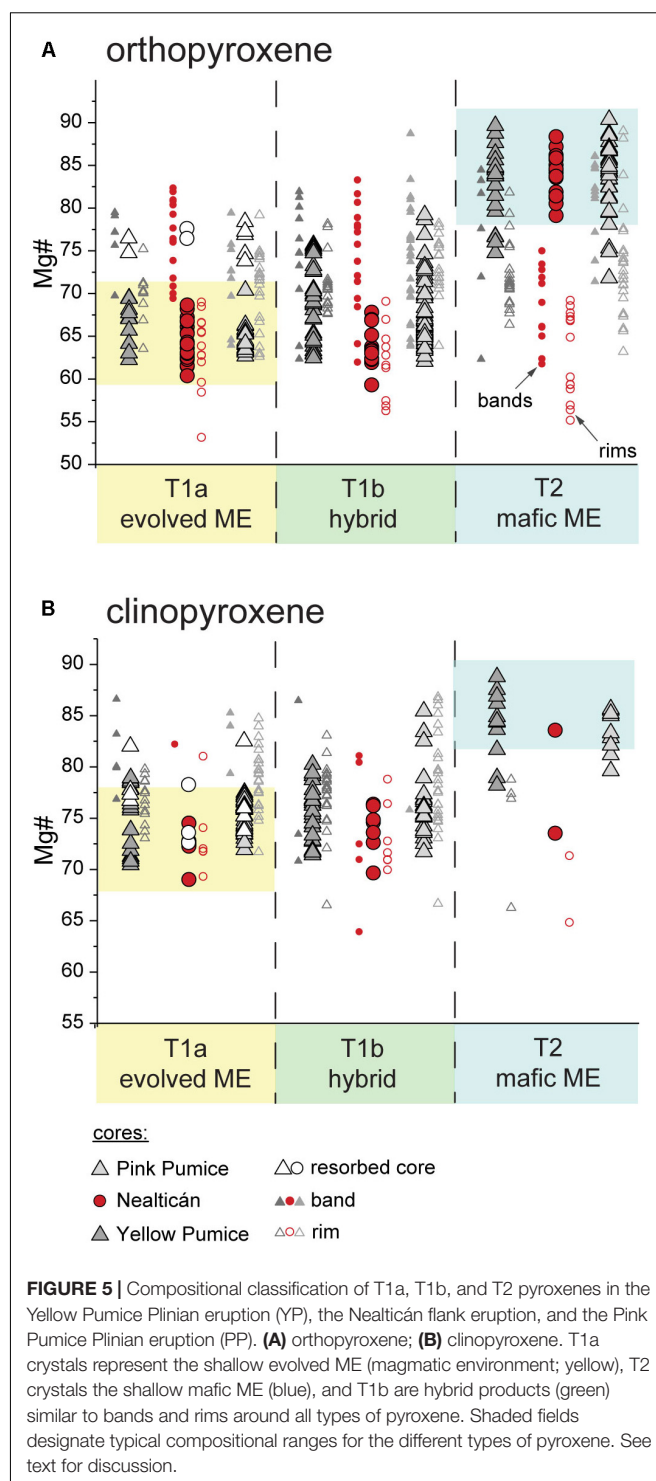 A orthopyroxene
90
85
80
75
70
65
60
55
50
Mg#
bands
rims
T1a
evolved ME
T1b
hybrid
T2
mafic ME
B clinopyroxene
90
85
80
75
70
65
60
55
Mg#
T1a
evolved ME
T1b
hybrid
T2
mafic ME
cores:
Pink Pumice
Nealticán
Yellow Pumice
resorbed core
band
rim
FIGURE 5 | Compositional classification of T1a, T1b, and T2 pyroxenes in the
Yellow Pumice Plinian eruption (YP), the Nealticán flank eruption, and the Pink
Pumice Plinian eruption (PP). (A) orthopyroxene; (B) clinopyroxene. T1a
crystals represent the shallow evolved ME (magmatic environment; yellow), T2
crystals the shallow mafic ME (blue), and T1b are hybrid products (green)
similar to bands and rims around all types of pyroxene. Shaded fields
designate typical compositional ranges for the different types of pyroxene. See
text for discussion.